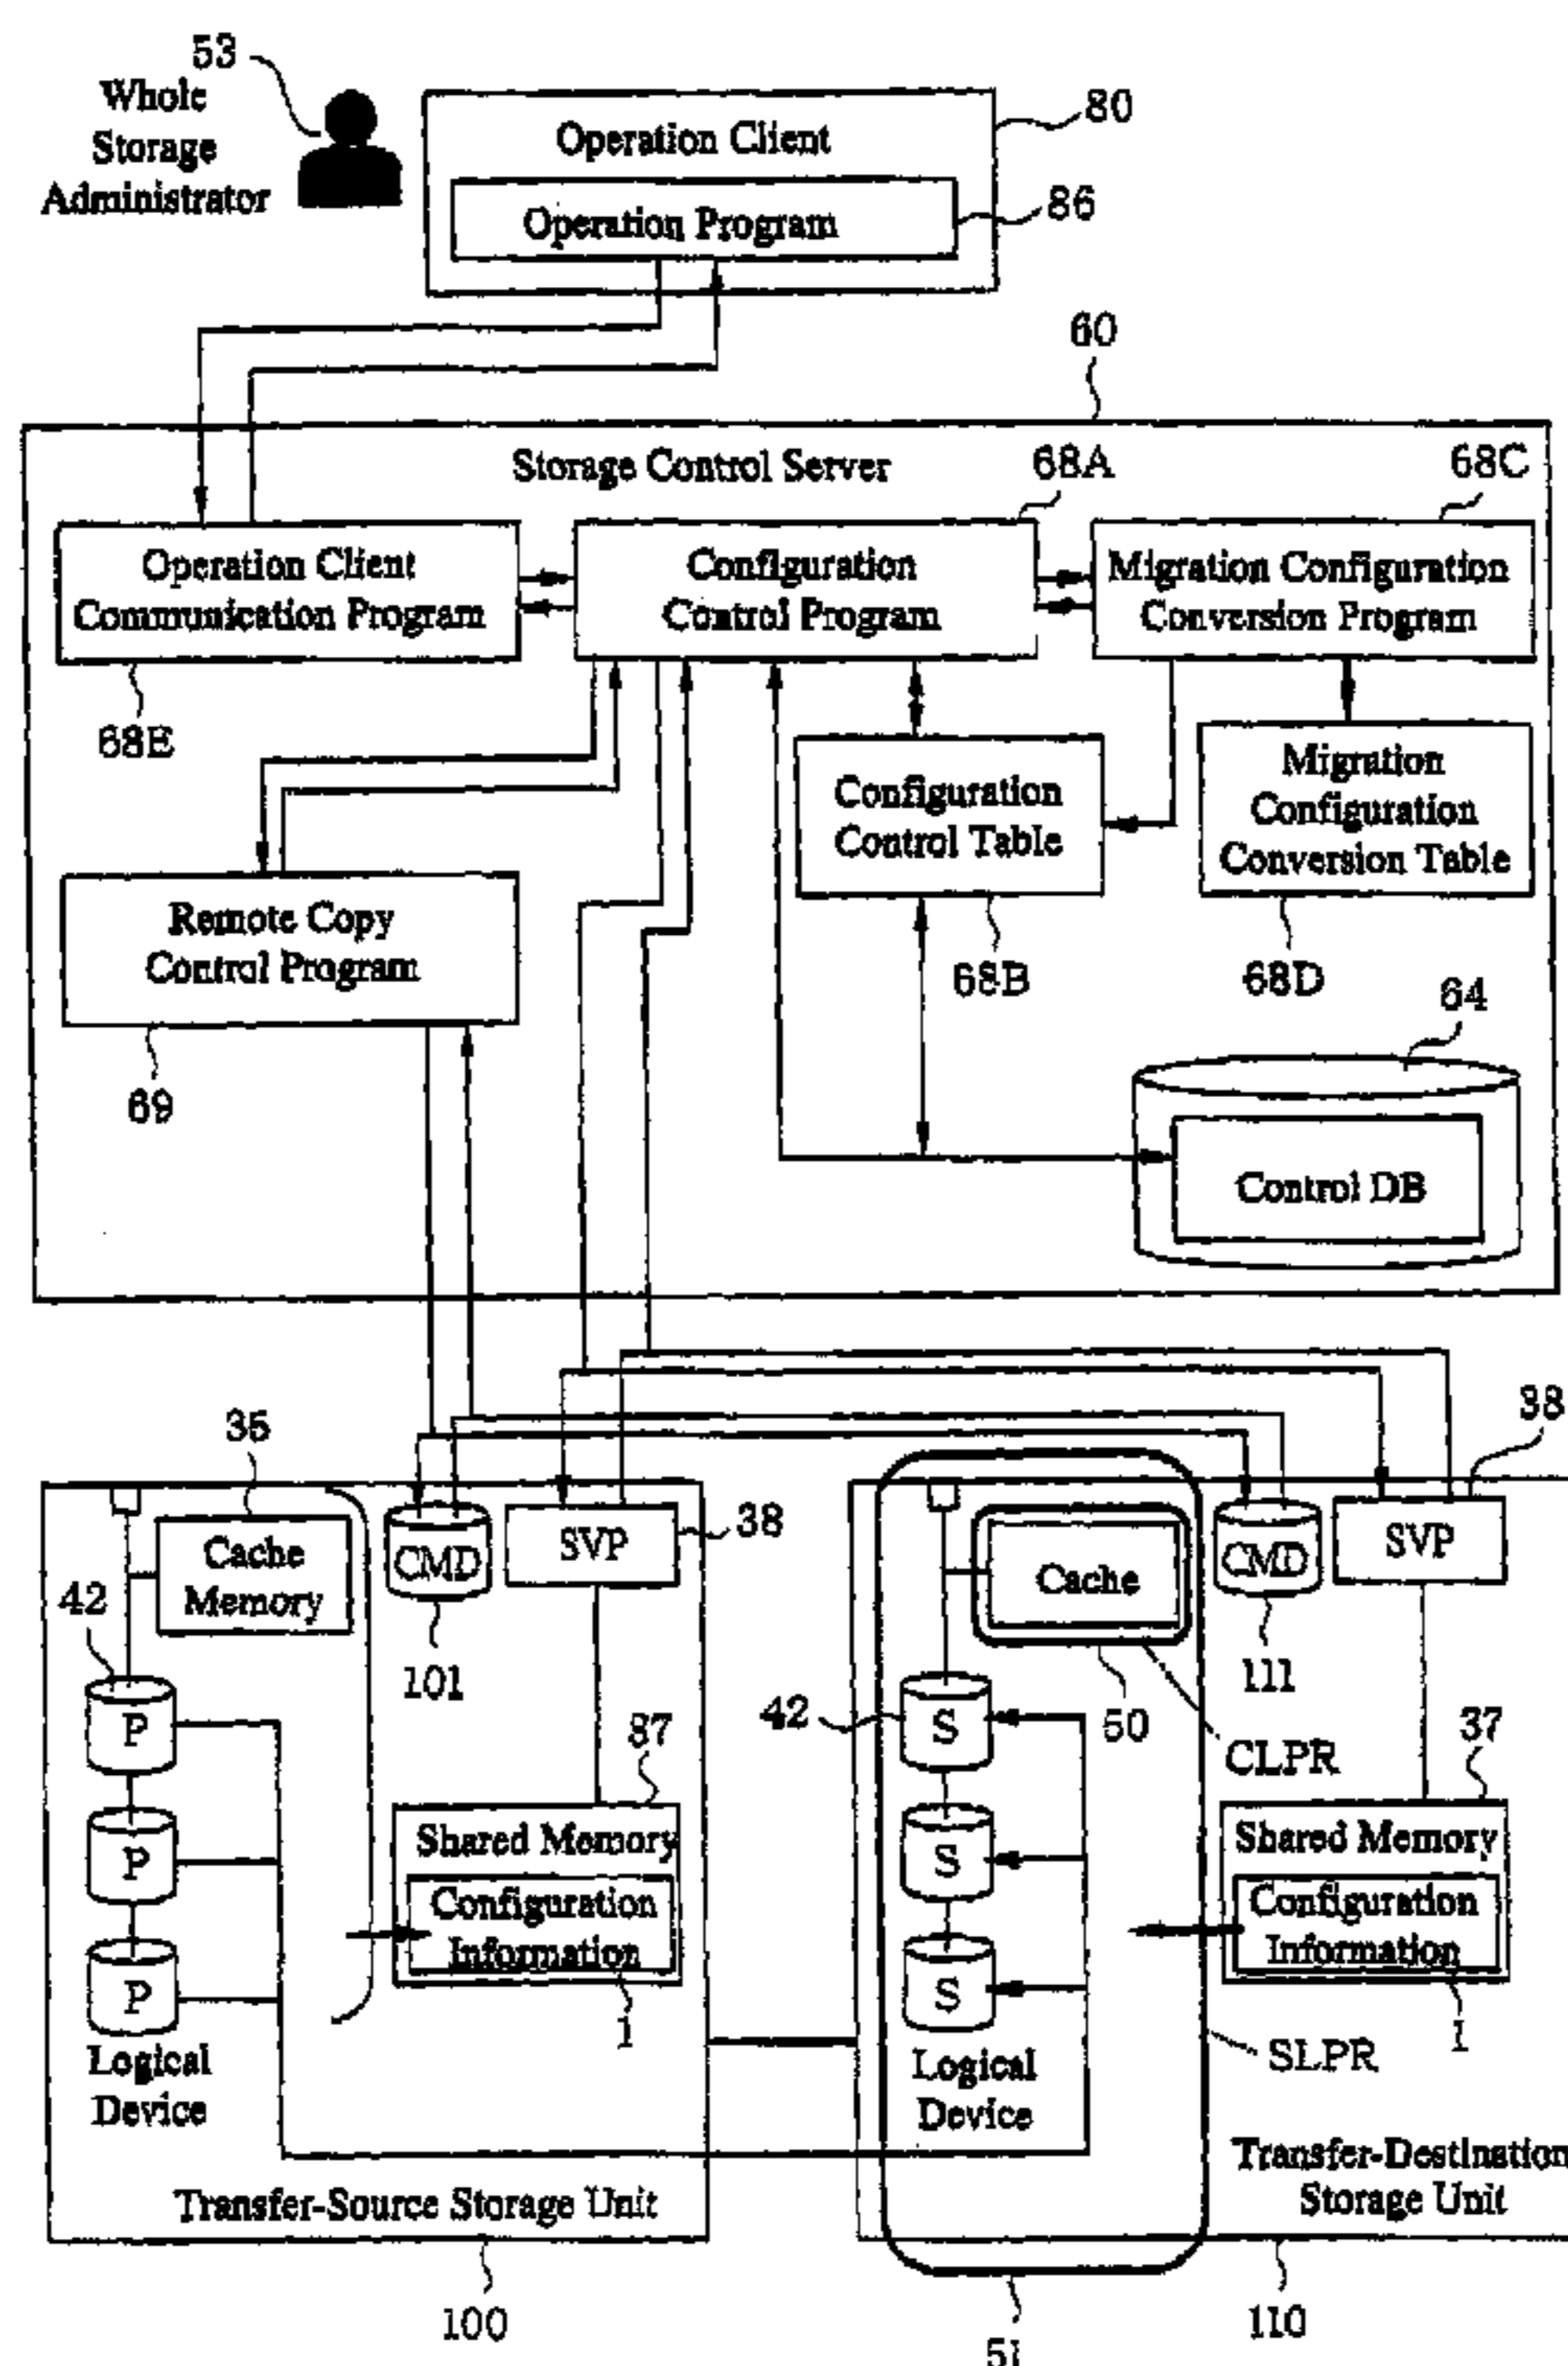 53
Whole
Storage
Administrator
Operation Client
80
Operation Program
86
60
Storage Control Server
68A
68C
Operation Client
Communication Program
Configuration
Control Program
Migration Configuration
Conversion Program
68E
Configuration
Control Table
Migration
Configuration
Conversion Table
Remote Copy
Control Program
68B
68D
64
69
Control DB
35
38
Cache
Memory
CMD
SVP
38
Cache
CMD
SVP
42
101
42
50
111
P
87
S
CLPR
37
P
Shared Memory
S
Shared Memory
Configuration
Information
Configuration
Information
P
1
S
1
Logical
Device
Logical
Device
SLPR
Transfer-Source Storage Unit
Transfer-Destination
Storage Unit
100
51
110